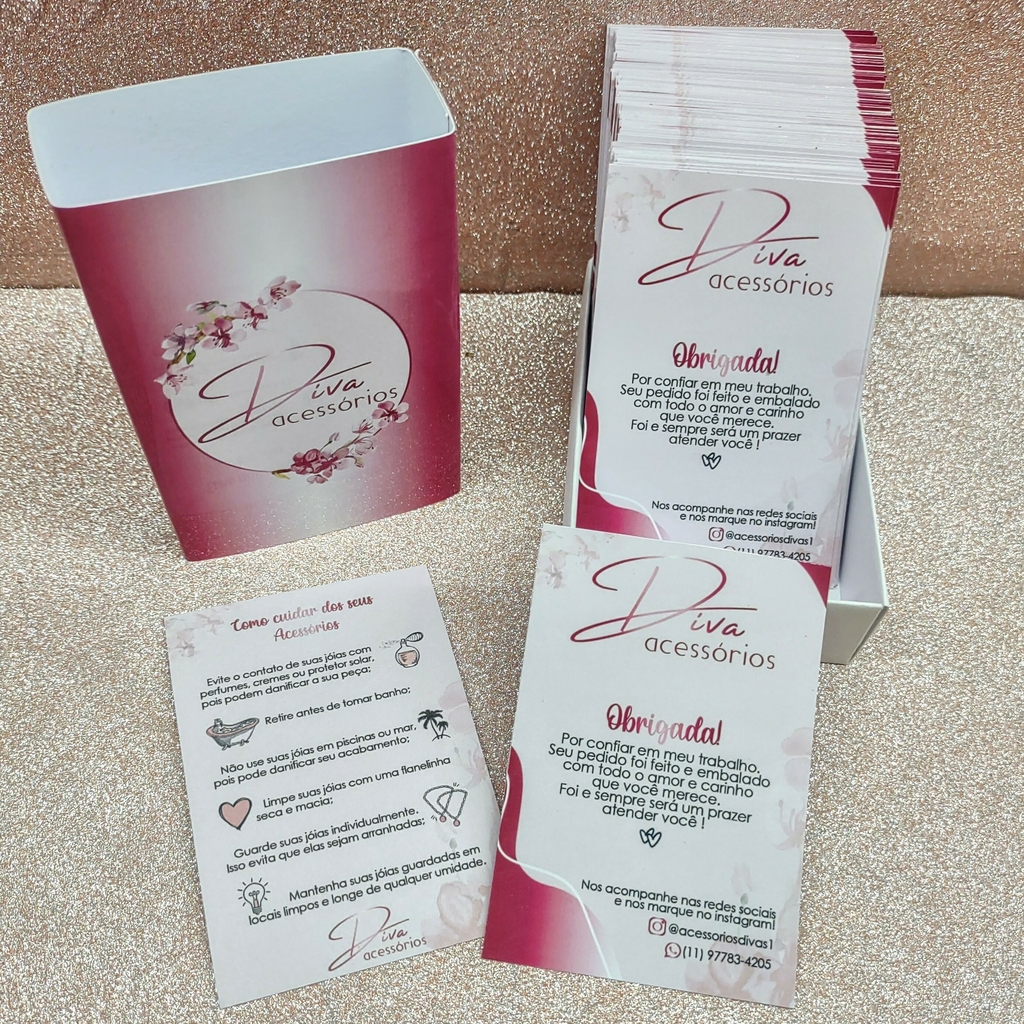 Diva
acessórios
Diva
acessórios
Obrigada!
Por confiar em meu trabalho.
Seu pedido foi feito e embalado
com todo o amor e carinho
que você merece.
Foi e sempre será um prazer
atender você !
Nos acompanhe nas redes sociais
e nos marque no instagram!
@acessoriosdivas1
(11) 97783-4205
Como cuidar dos seus
Acessórios
Evite o contato de suas jóias com
perfumes, cremes ou protetor solar,
pois podem danificar a sua peça;
Retire antes de tomar banho;
Não use suas jóias em piscinas ou mar,
pois pode danificar seu acabamento;
Limpe suas jóias com uma flanelinha
seca e macia;
Guarde suas jóias individualmente.
Isso evita que elas sejam arranhadas;
Mantenha suas jóias guardadas em
locais limpos e longe de qualquer umidade.
Diva
acessórios
Diva
acessórios
Obrigada!
Por confiar em meu trabalho.
Seu pedido foi feito e embalado
com todo o amor e carinho
que você merece.
Foi e sempre será um prazer
atender você !
Nos acompanhe nas redes sociais
e nos marque no instagram!
@acessoriosdivas1
(11) 97783-4205